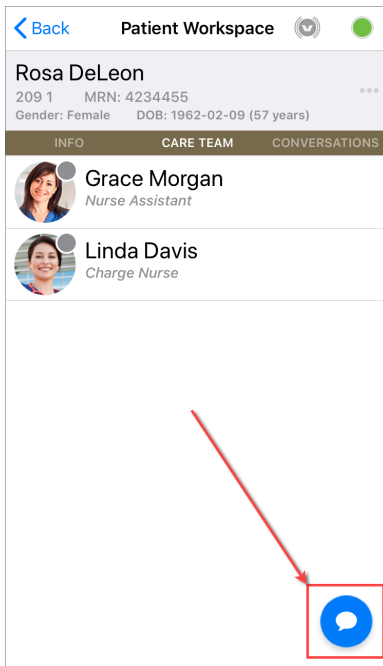 Back Patient Workspace
Rosa DeLeon
209 1 MRN: 4234455
Gender: Female DOB: 1962-02-09 (57 years)
INFO CARE TEAM CONVERSATIONS
Grace Morgan
Nurse Assistant
Linda Davis
Charge Nurse